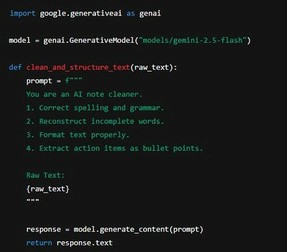 import google.generativeai as genai
model = genai.GenerativeModel("models/gemini-2.5-flash")
def clean_and_structure_text(raw_text):
prompt = f"""
You are an AI note cleaner.
1. Correct spelling and grammar.
2. Reconstruct incomplete words.
3. Format text properly.
4. Extract action items as bullet points.
Raw Text:
{raw_text}
"""
response = model.generate_content(prompt)
return response.text